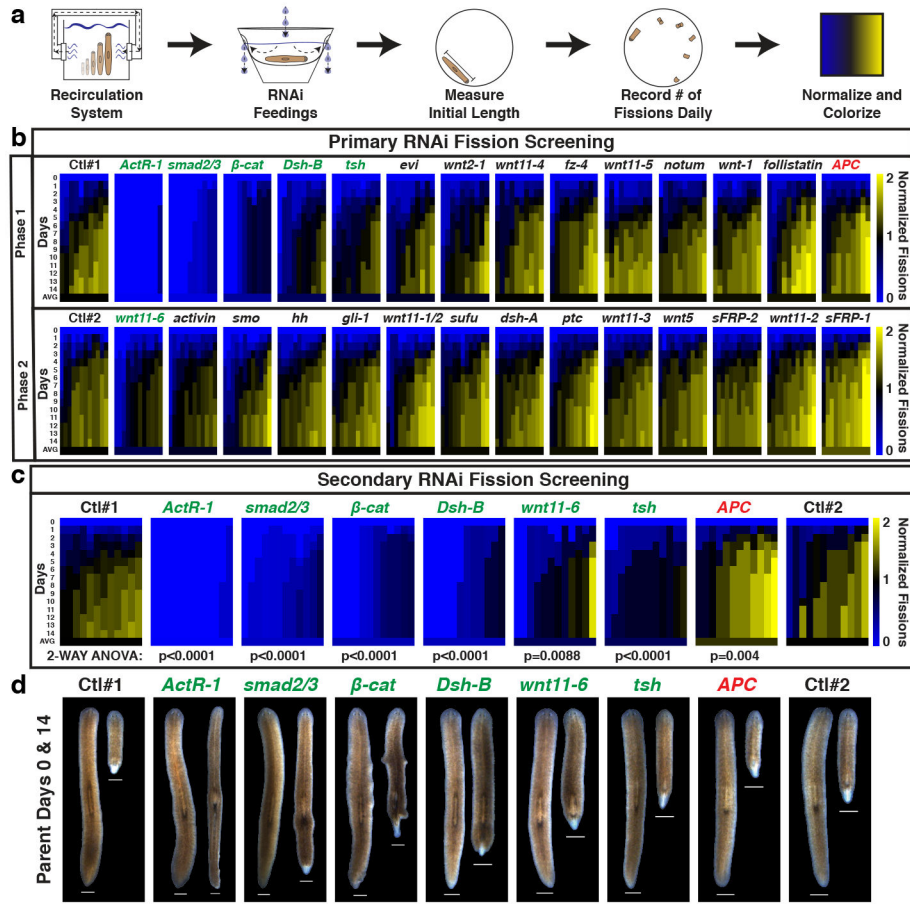 a
Recirculation
System
RNAi
Feedings
Measure
Initial Length
Record # of
Fissions Daily
Normalize and
Colorize
b
Primary RNAi Fission Screening
Phase 1
Days
Ctl#1 ActR-1 smad2/3 β-cat Dsh-B tsh evi wnt2-1 wnt11-4 fz-4 wnt11-5 notum wnt-1 follistatin APC
0
1
2
3
4
5
6
7
8
9
10
11
12
13
14
AVG
2
1
0
Normalized Fissions
Phase 2
Days
Ctl#2 wnt11-6 activin smo hh gli-1 wnt11-1/2 sufu dsh-A ptc wnt11-3 wnt5 sFRP-2 wnt11-2 sFRP-1
0
1
2
3
4
5
6
7
8
9
10
11
12
13
14
AVG
2
1
0
Normalized Fissions
c
Secondary RNAi Fission Screening
Ctl#1 ActR-1 smad2/3 β-cat Dsh-B wnt11-6 tsh APC Ctl#2
Days
0
1
2
3
4
5
6
7
8
9
10
11
12
13
14
AVG
2
1
0
Normalized Fissions
2-WAY ANOVA: p<0.0001 p<0.0001 p<0.0001 p<0.0001 p=0.0088 p<0.0001 p=0.004
d
Ctl#1 ActR-1 smad2/3 β-cat Dsh-B wnt11-6 tsh APC Ctl#2
Parent Days 0 & 14